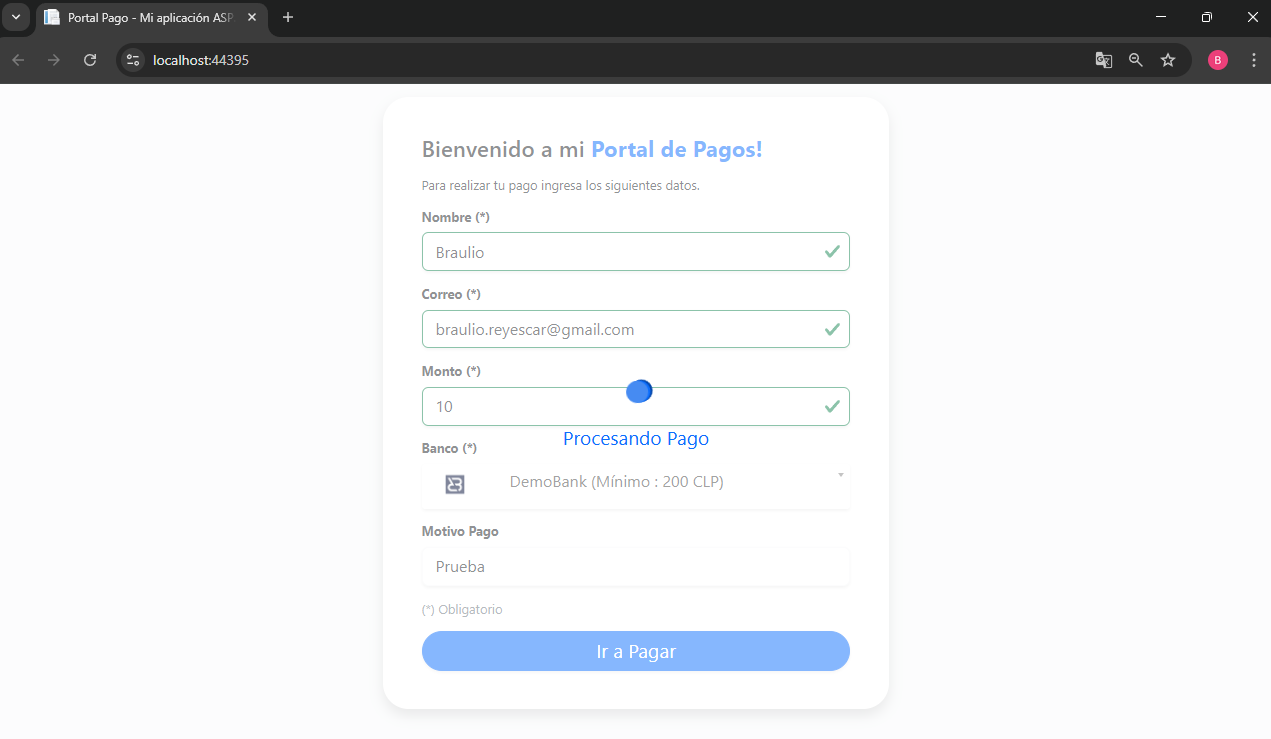 Portal Pago - Mi aplicación ASP
localhost:44395
B
Bienvenido a mi Portal de Pagos!
Para realizar tu pago ingresa los siguientes datos.
Nombre (*)
Braulio
Correo (*)
braulio.reyescar@gmail.com
Monto (*)
10
Procesando Pago
Banco (*)
DemoBank (Mínimo : 200 CLP)
Motivo Pago
Prueba
(*) Obligatorio
Ir a Pagar